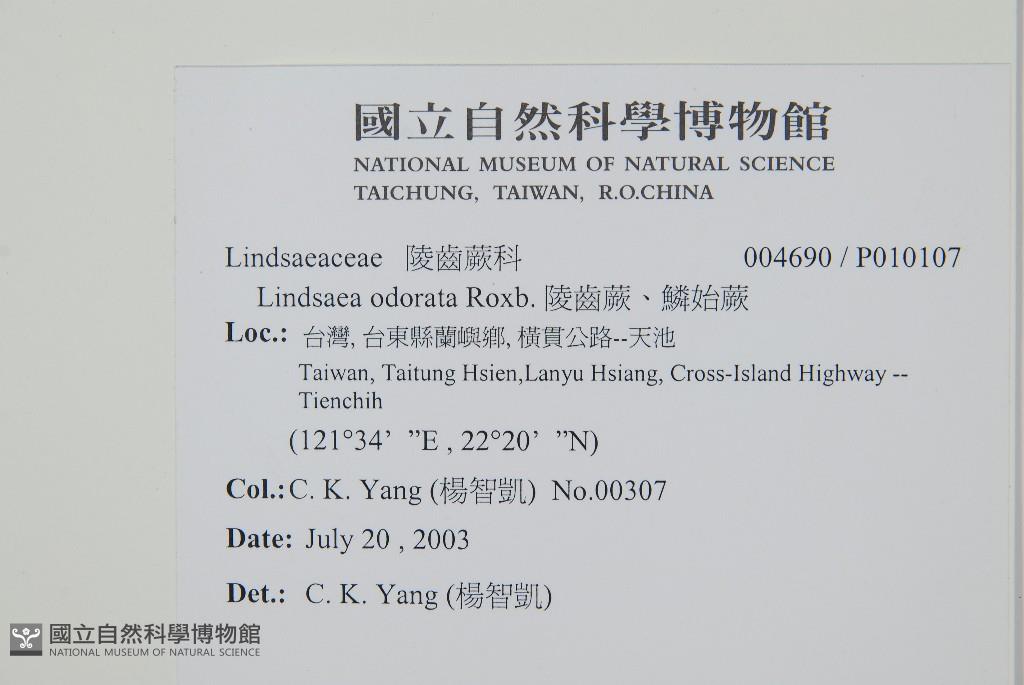 國立自然科學博物館
NATIONAL MUSEUM OF NATURAL SCIENCE
TAICHUNG, TAIWAN, R.O.CHINA
Lindsaeaceae 陵齒蕨科 004690 / P010107
Lindsaea odorata Roxb. 陵齒蕨、鱗始蕨
Loc.: 台灣, 台東縣蘭嶼鄉, 橫貫公路--天池
Taiwan, Taitung Hsien,Lanyu Hsiang, Cross-Island Highway --
Tienchih
(121°34’ ”E , 22°20’ ”N)
Col.: C. K. Yang (楊智凱) No.00307
Date: July 20 , 2003
Det.: C. K. Yang (楊智凱)
國立自然科學博物館
NATIONAL MUSEUM OF NATURAL SCIENCE